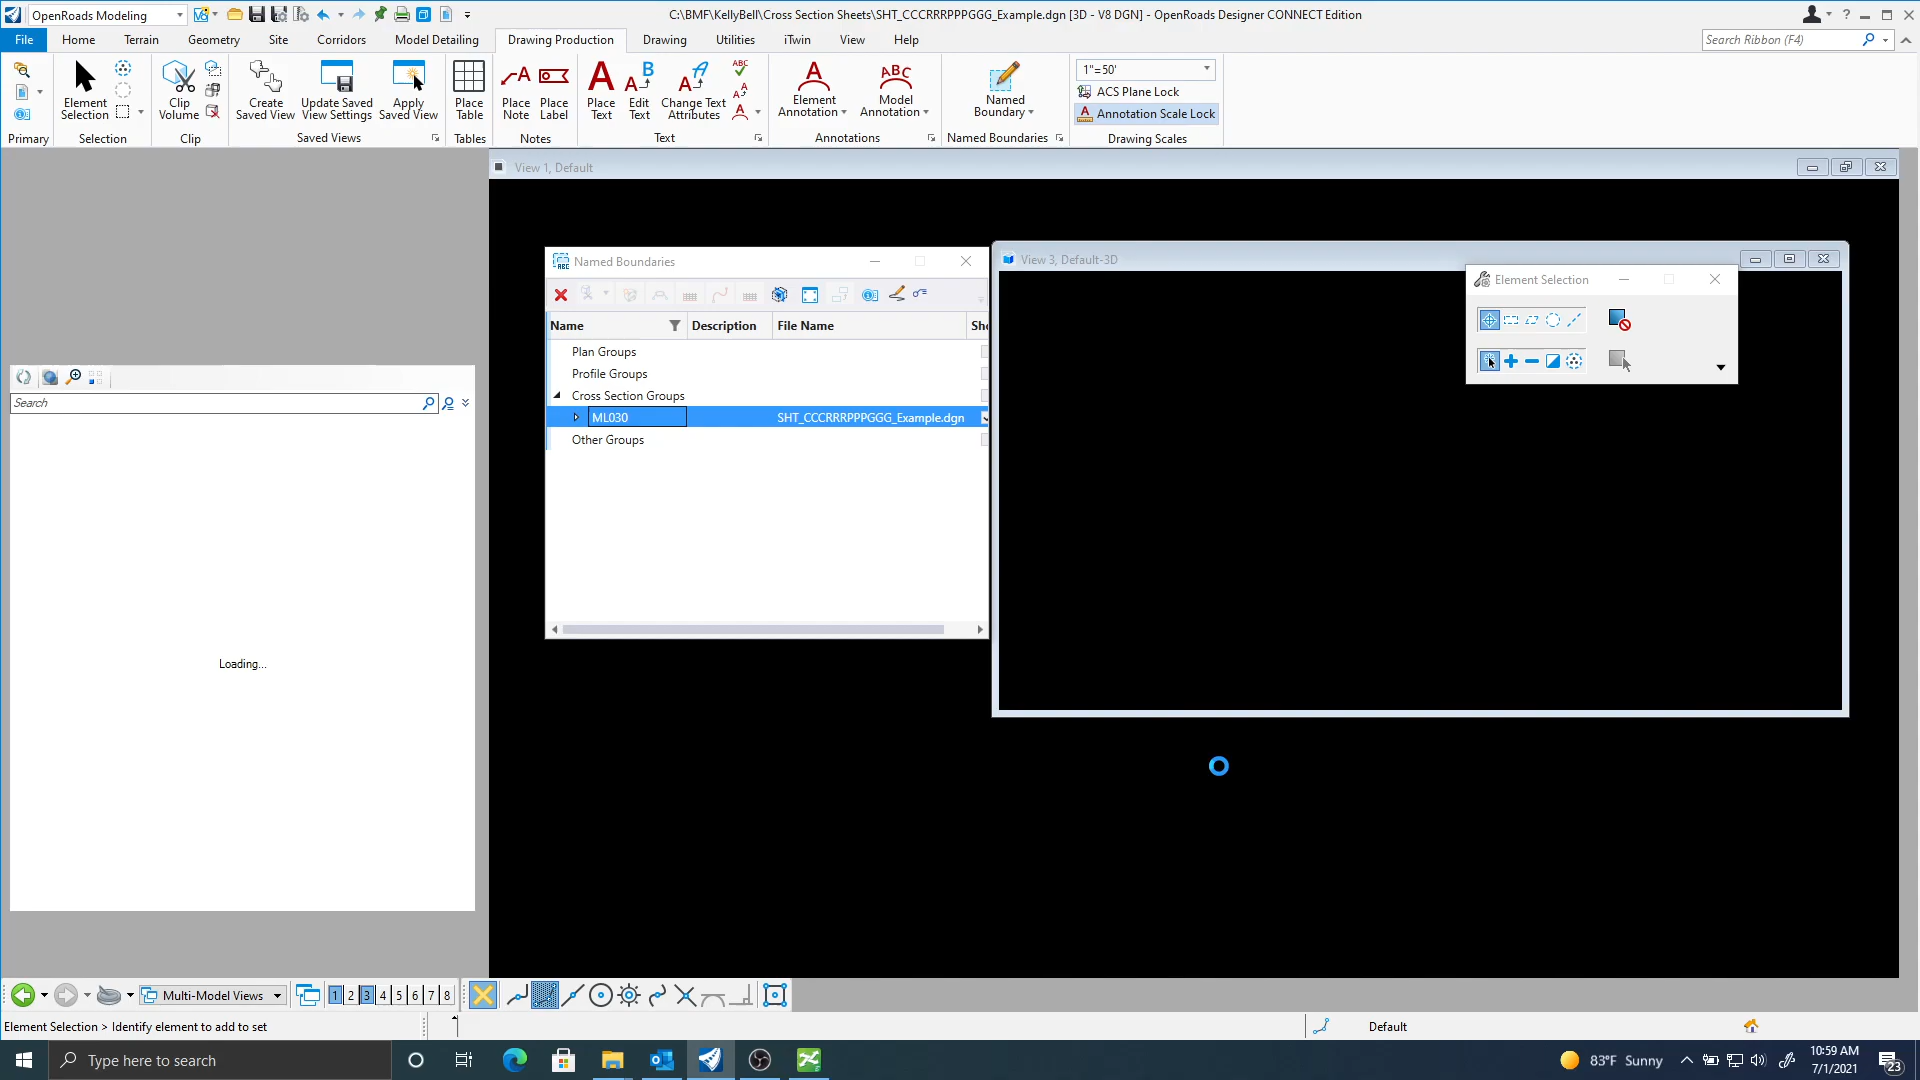 OpenRoads Modeling
C:\BMF\KellyBell\Cross Section Sheets\SHT_CCCRRRPPPGGG_Example.dgn [3D - V8 DGN] - OpenRoads Designer CONNECT Edition
File Home Terrain Geometry Site Corridors Model Detailing Drawing Production Drawing Utilities iTwin View Help
Search Ribbon (F4)
Element Selection
Clip Volume
Create Saved View
Update Saved View Settings
Apply Saved View
Place Table
Place Note
Place Label
Place Text
Edit Text
Change Text Attributes
Element Annotation
Model Annotation
Named Boundary
1"=50'
ACS Plane Lock
Annotation Scale Lock
Primary Selection Clip Saved Views Tables Notes Text Annotations Named Boundaries Drawing Scales
View 1, Default
Named Boundaries
Name Description File Name Sho
Plan Groups
Profile Groups
Cross Section Groups
ML030 SHT_CCCRRRPPPGGG_Example.dgn
Other Groups
View 3, Default-3D
Element Selection
Search
Loading...
Multi-Model Views
1 2 3 4 5 6 7 8
Element Selection > Identify element to add to set
Default
Type here to search
83°F Sunny
10:59 AM
7/1/2021
23